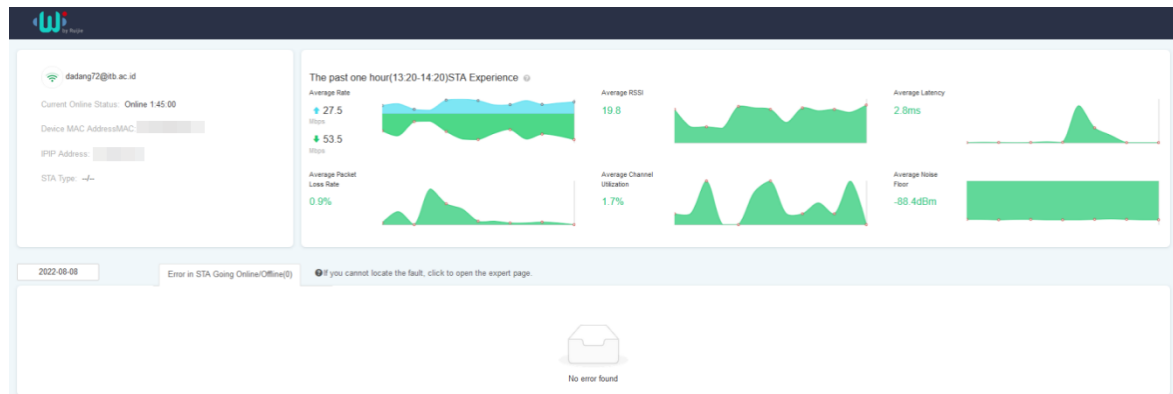 Wi
by Ruijie
dadang72@itb.ac.id
Current Online Status: Online 1:45:00
Device MAC AddressMAC:
IPIP Address:
STA Type: --/--
The past one hour(13:20-14:20)STA Experience
Average Rate
27.5
Mbps
53.5
Mbps
Average RSSI
19.8
Average Latency
2.8ms
Average Packet
Loss Rate
0.9%
Average Channel
Utilization
1.7%
Average Noise
Floor
-88.4dBm
2022-08-08
Error in STA Going Online/Offline(0)
If you cannot locate the fault, click to open the expert page.
No error found